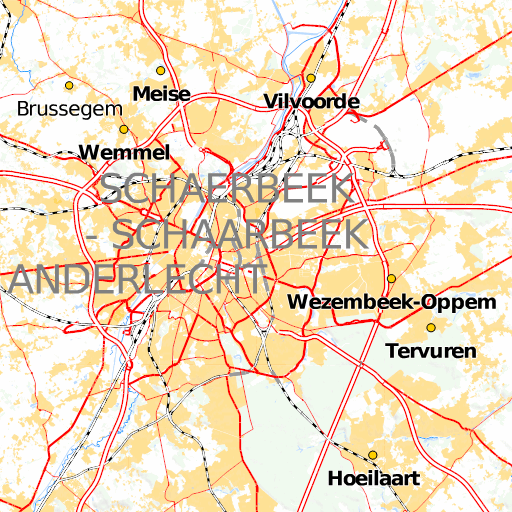 Meise
Vilvoorde
Brussegem
Wemmel
SCHAERBEEK
- SCHAARBEEK
ANDERLECHT
Wezembeek-Oppem
Tervuren
Hoeilaart